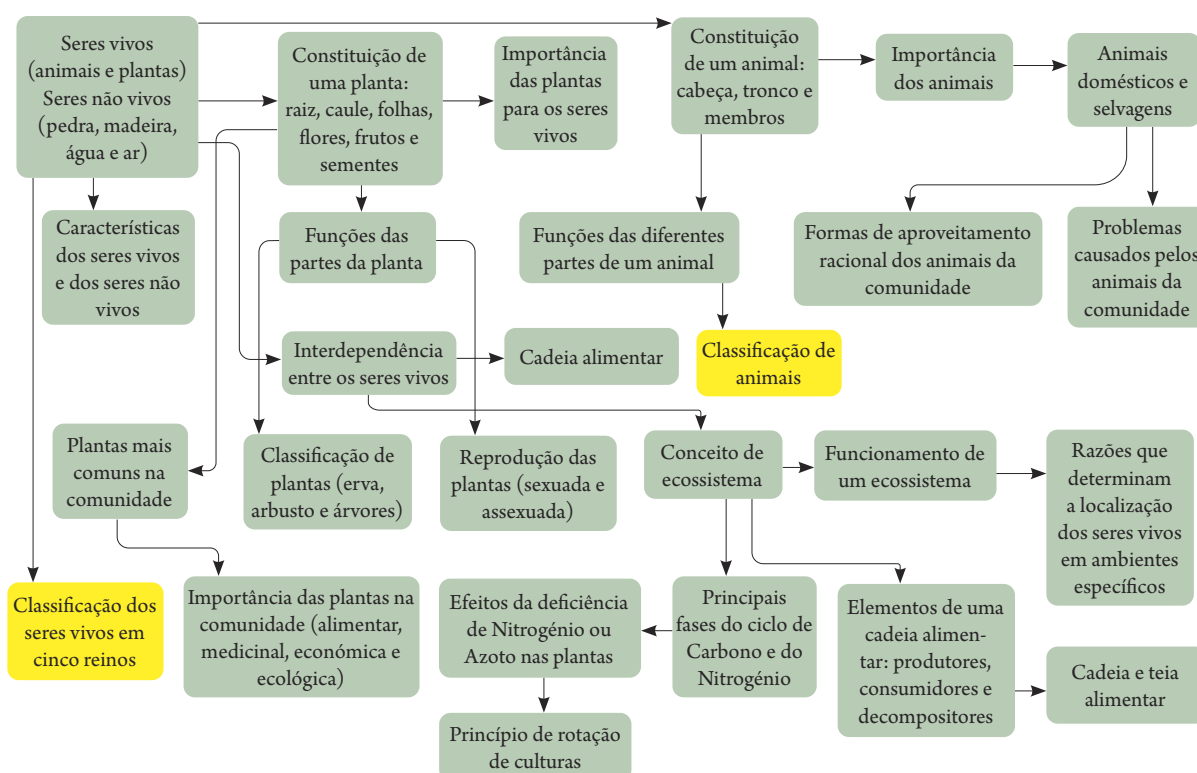 Seres vivos
(animais e plantas)
Seres não vivos
(pedra, madeira,
água e ar)
Constituição de
uma planta:
raiz, caule, folhas,
flores, frutos e
sementes
Importância
das plantas
para os seres
vivos
Constituição
de um animal:
cabeça, tronco e
membros
Importância
dos animais
Animais
domésticos e
selvagens
Características
dos seres vivos
e dos seres não
vivos
Funções das
partes da planta
Funções das diferentes
partes de um animal
Formas de aproveitamento
racional dos animais da
comunidade
Problemas
causados pelos
animais da
comunidade
Interdependência
entre os seres vivos
Cadeia alimentar
Classificação de
animais
Plantas mais
comuns na
comunidade
Classificação de
plantas (erva,
arbusto e árvores)
Reprodução das
plantas (sexuada e
assexuada)
Conceito de
ecossistema
Funcionamento de
um ecossistema
Razões que
determinam
a localização
dos seres vivos
em ambientes
específicos
Classificação dos
seres vivos em
cinco reinos
Importância das plantas na
comunidade (alimentar,
medicinal, económica e
ecológica)
Efeitos da deficiência
de Nitrogénio ou
Azoto nas plantas
Principais
fases do ciclo de
Carbono e do
Nitrogénio
Elementos de uma
cadeia alimen-
tar: produtores,
consumidores e
decompositores
Cadeia e teia
alimentar
Princípio de rotação
de culturas